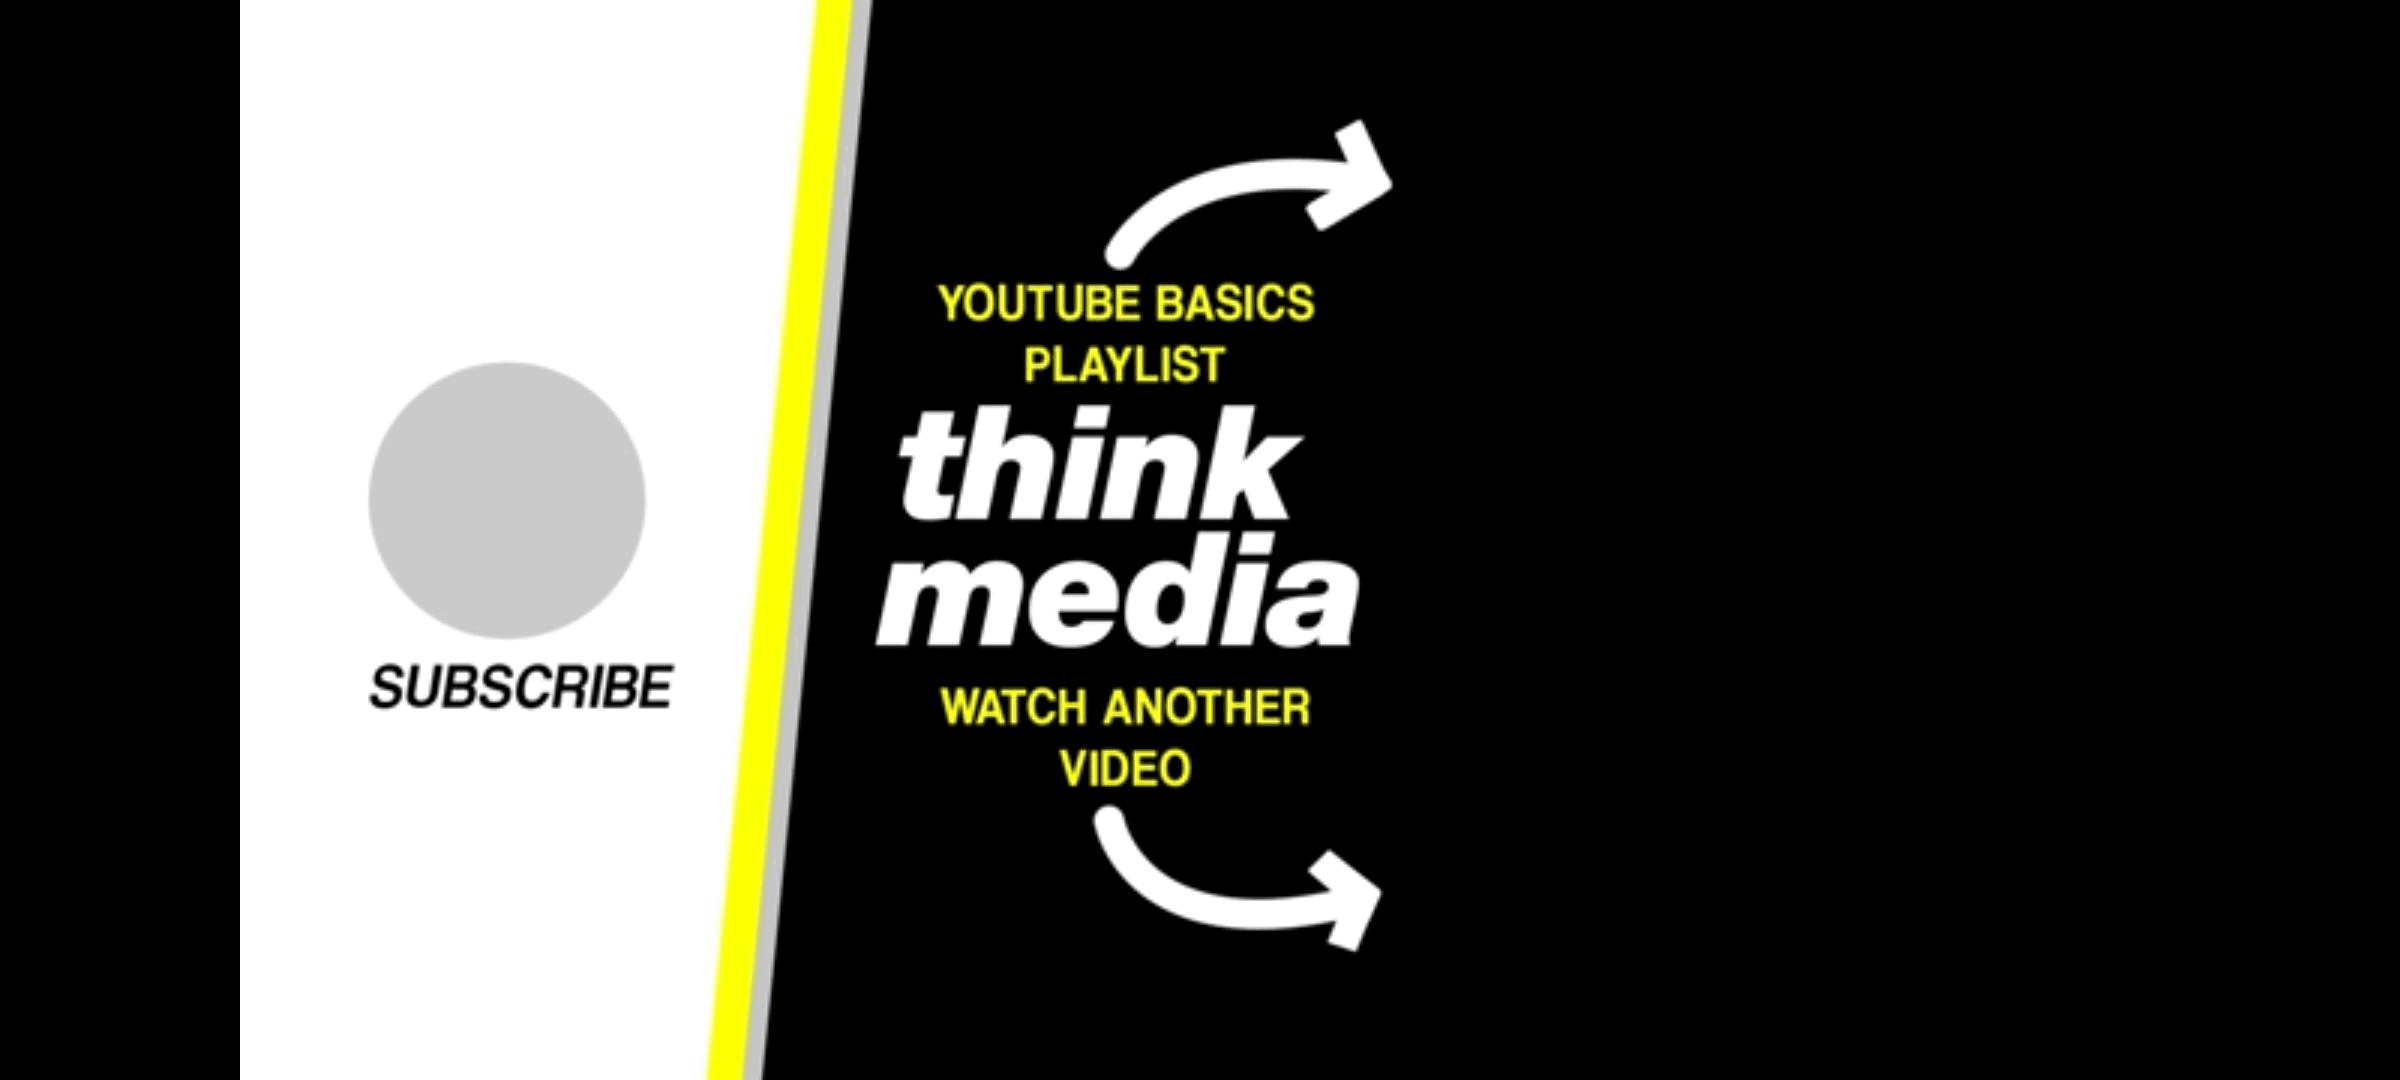 YOUTUBE BASICS
PLAYLIST
think
media
SUBSCRIBE
WATCH ANOTHER
VIDEO